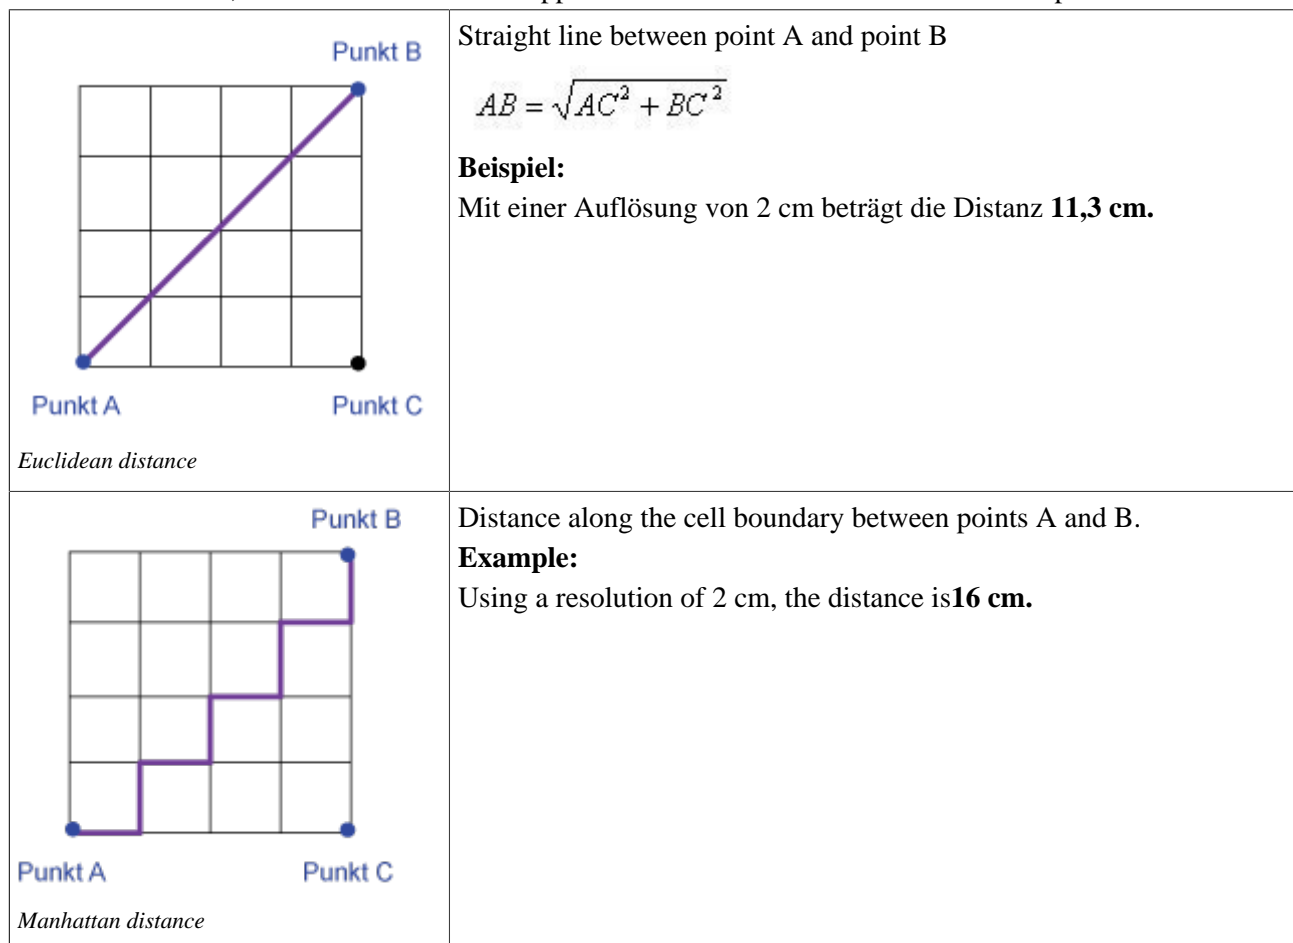 Punkt B
Punkt A
Punkt C
Euclidean distance
Straight line between point A and point B
AB = √AC² + BC²
Beispiel:
Mit einer Auflösung von 2 cm beträgt die Distanz 11,3 cm.
Punkt B
Punkt A
Punkt C
Manhattan distance
Distance along the cell boundary between points A and B.
Example:
Using a resolution of 2 cm, the distance is16 cm.